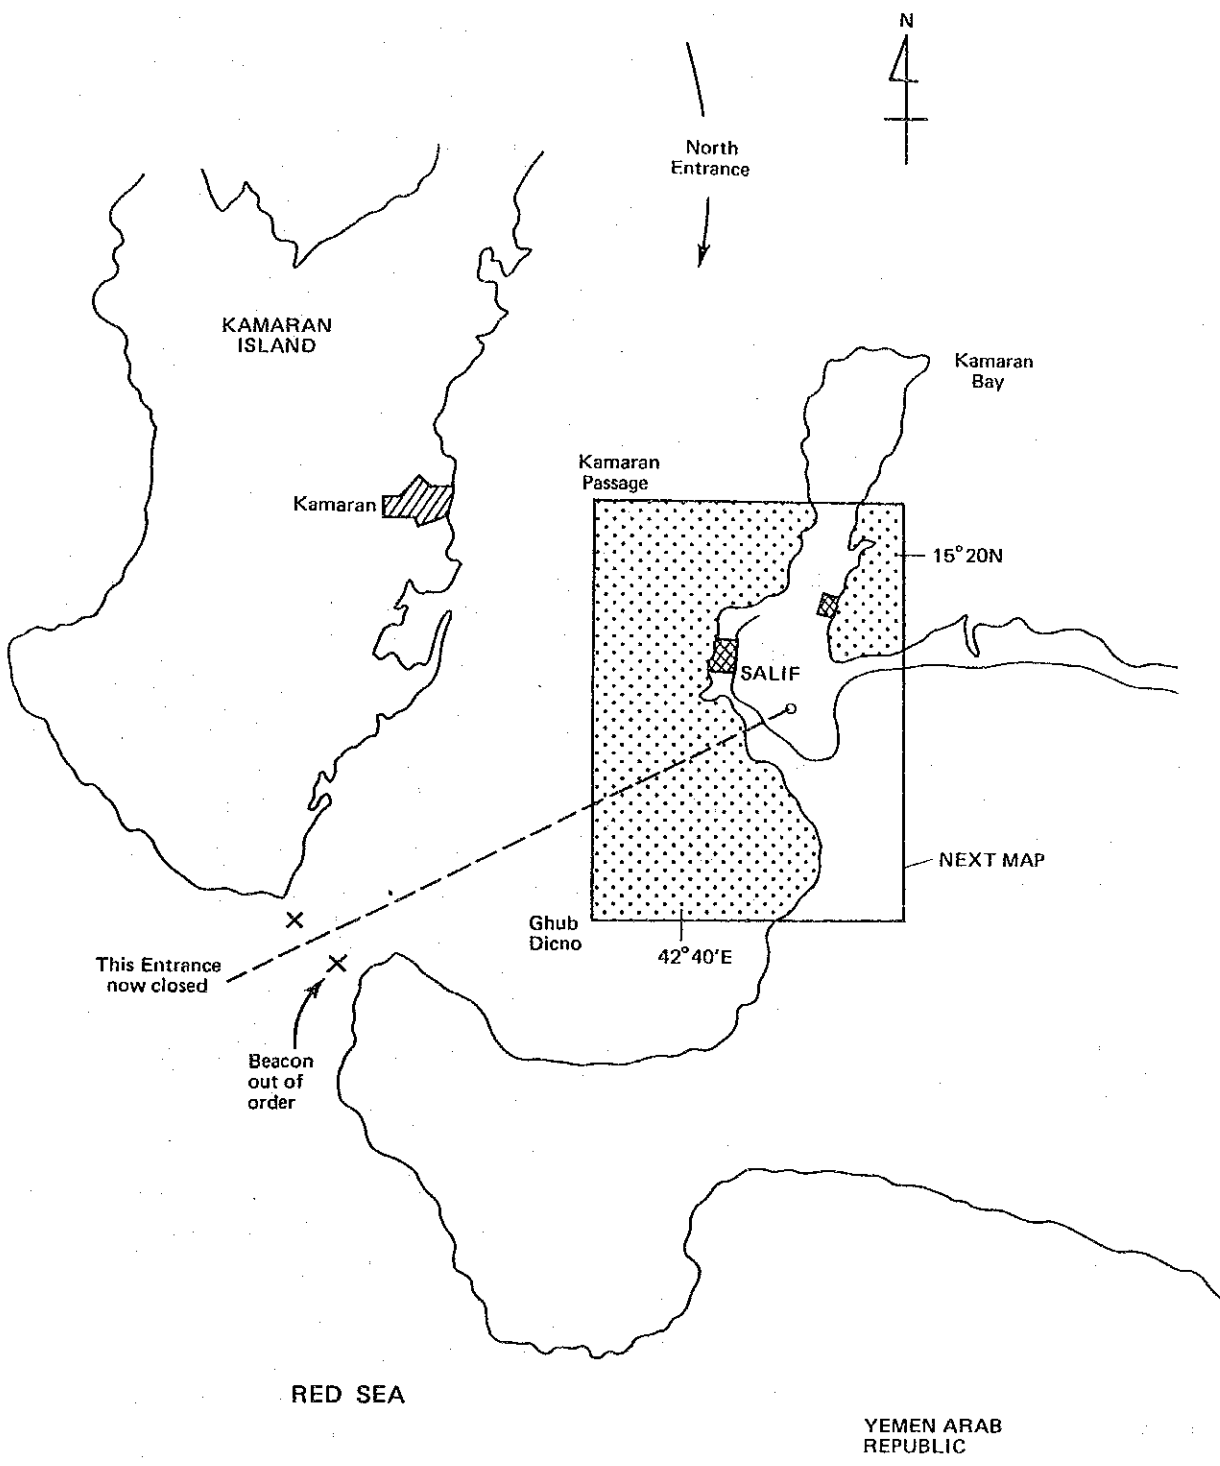 N
North
Entrance
KAMARAN
ISLAND
Kamaran
Bay
Kamaran
Passage
Kamaran
15°20N
SALIF
NEXT MAP
Ghub
Dicno
42°40'E
This Entrance
now closed
Beacon
out of
order
RED SEA
YEMEN ARAB
REPUBLIC